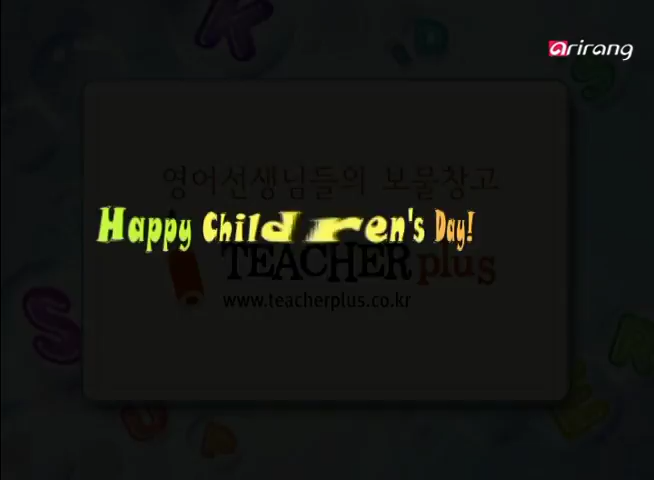 arirang
영어선생님들의 보물창고
Happy Children's Day!
TEACHER plus
www.teacherplus.co.kr